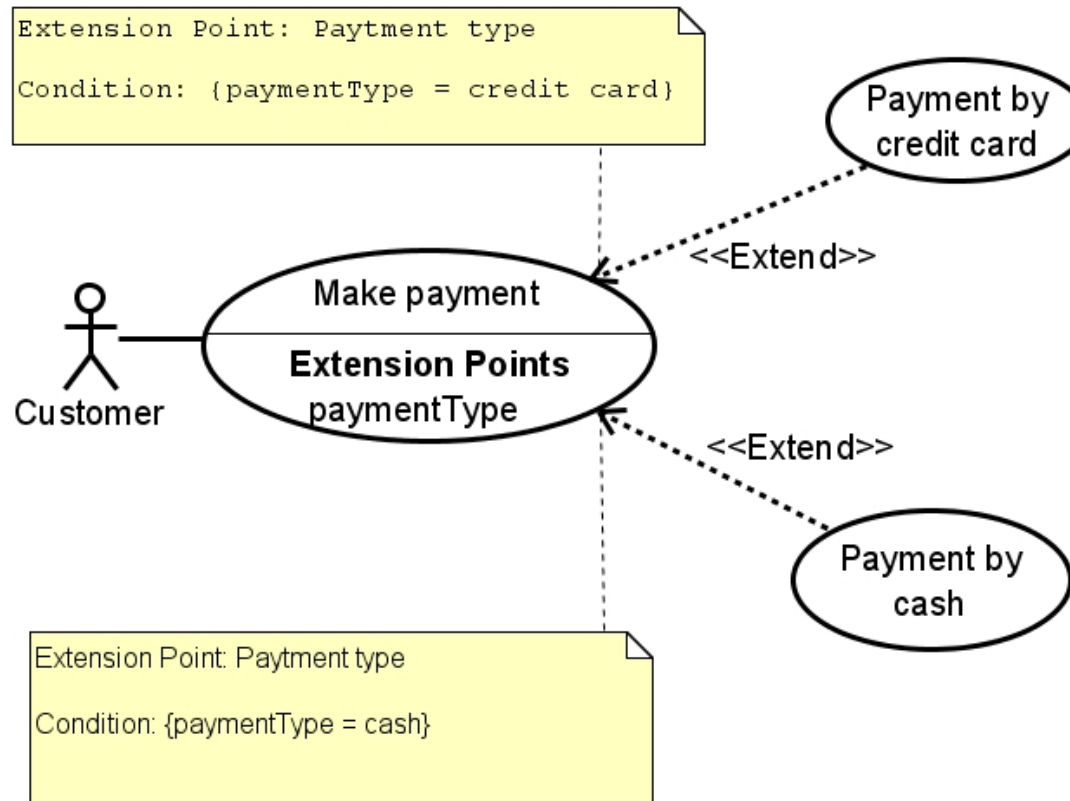 Extension Point: Paytment type
Condition: {paymentType = credit card}
Payment by
credit card
<<Extend>>
Make payment
Extension Points
paymentType
Customer
<<Extend>>
Payment by
cash
Extension Point: Paytment type
Condition: {paymentType = cash}